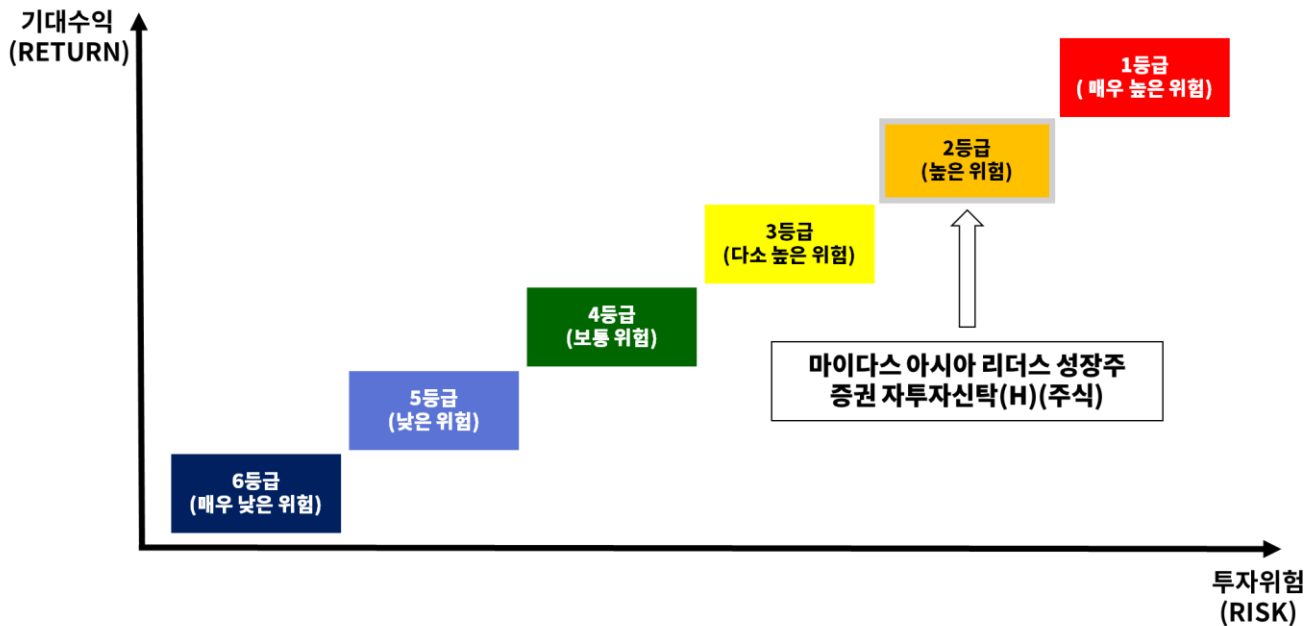 기대수익
(RETURN)
1등급
( 매우 높은 위험)
2등급
(높은 위험)
3등급
(다소 높은 위험)
4등급
(보통 위험)
마이다스 아시아 리더스 성장주
증권 자투자신탁(H)(주식)
5등급
(낮은 위험)
6등급
(매우 낮은 위험)
투자위험
(RISK)